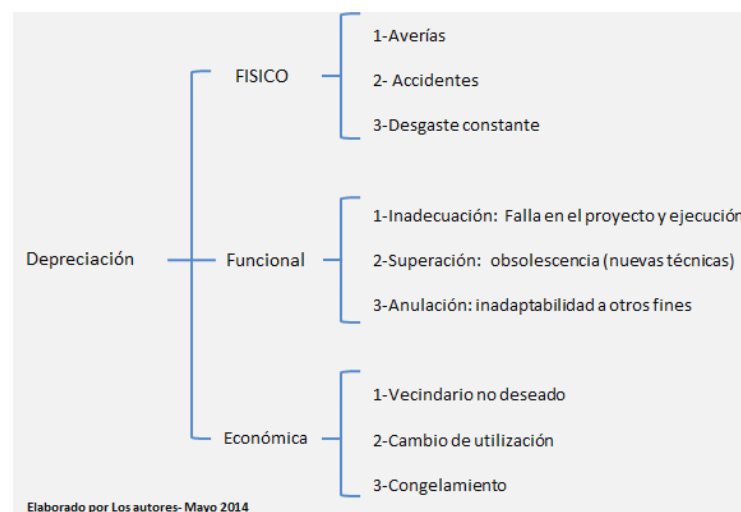 Depreciación
FISICO
1-Averías
2- Accidentes
3-Desgaste constante
Funcional
1-Inadecuación: Falla en el proyecto y ejecución
2-Superación: obsolescencia (nuevas técnicas)
3-Anulación: inadaptabilidad a otros fines
Económica
1-Vecindario no deseado
2-Cambio de utilización
3-Congelamiento
Elaborado por Los autores- Mayo 2014